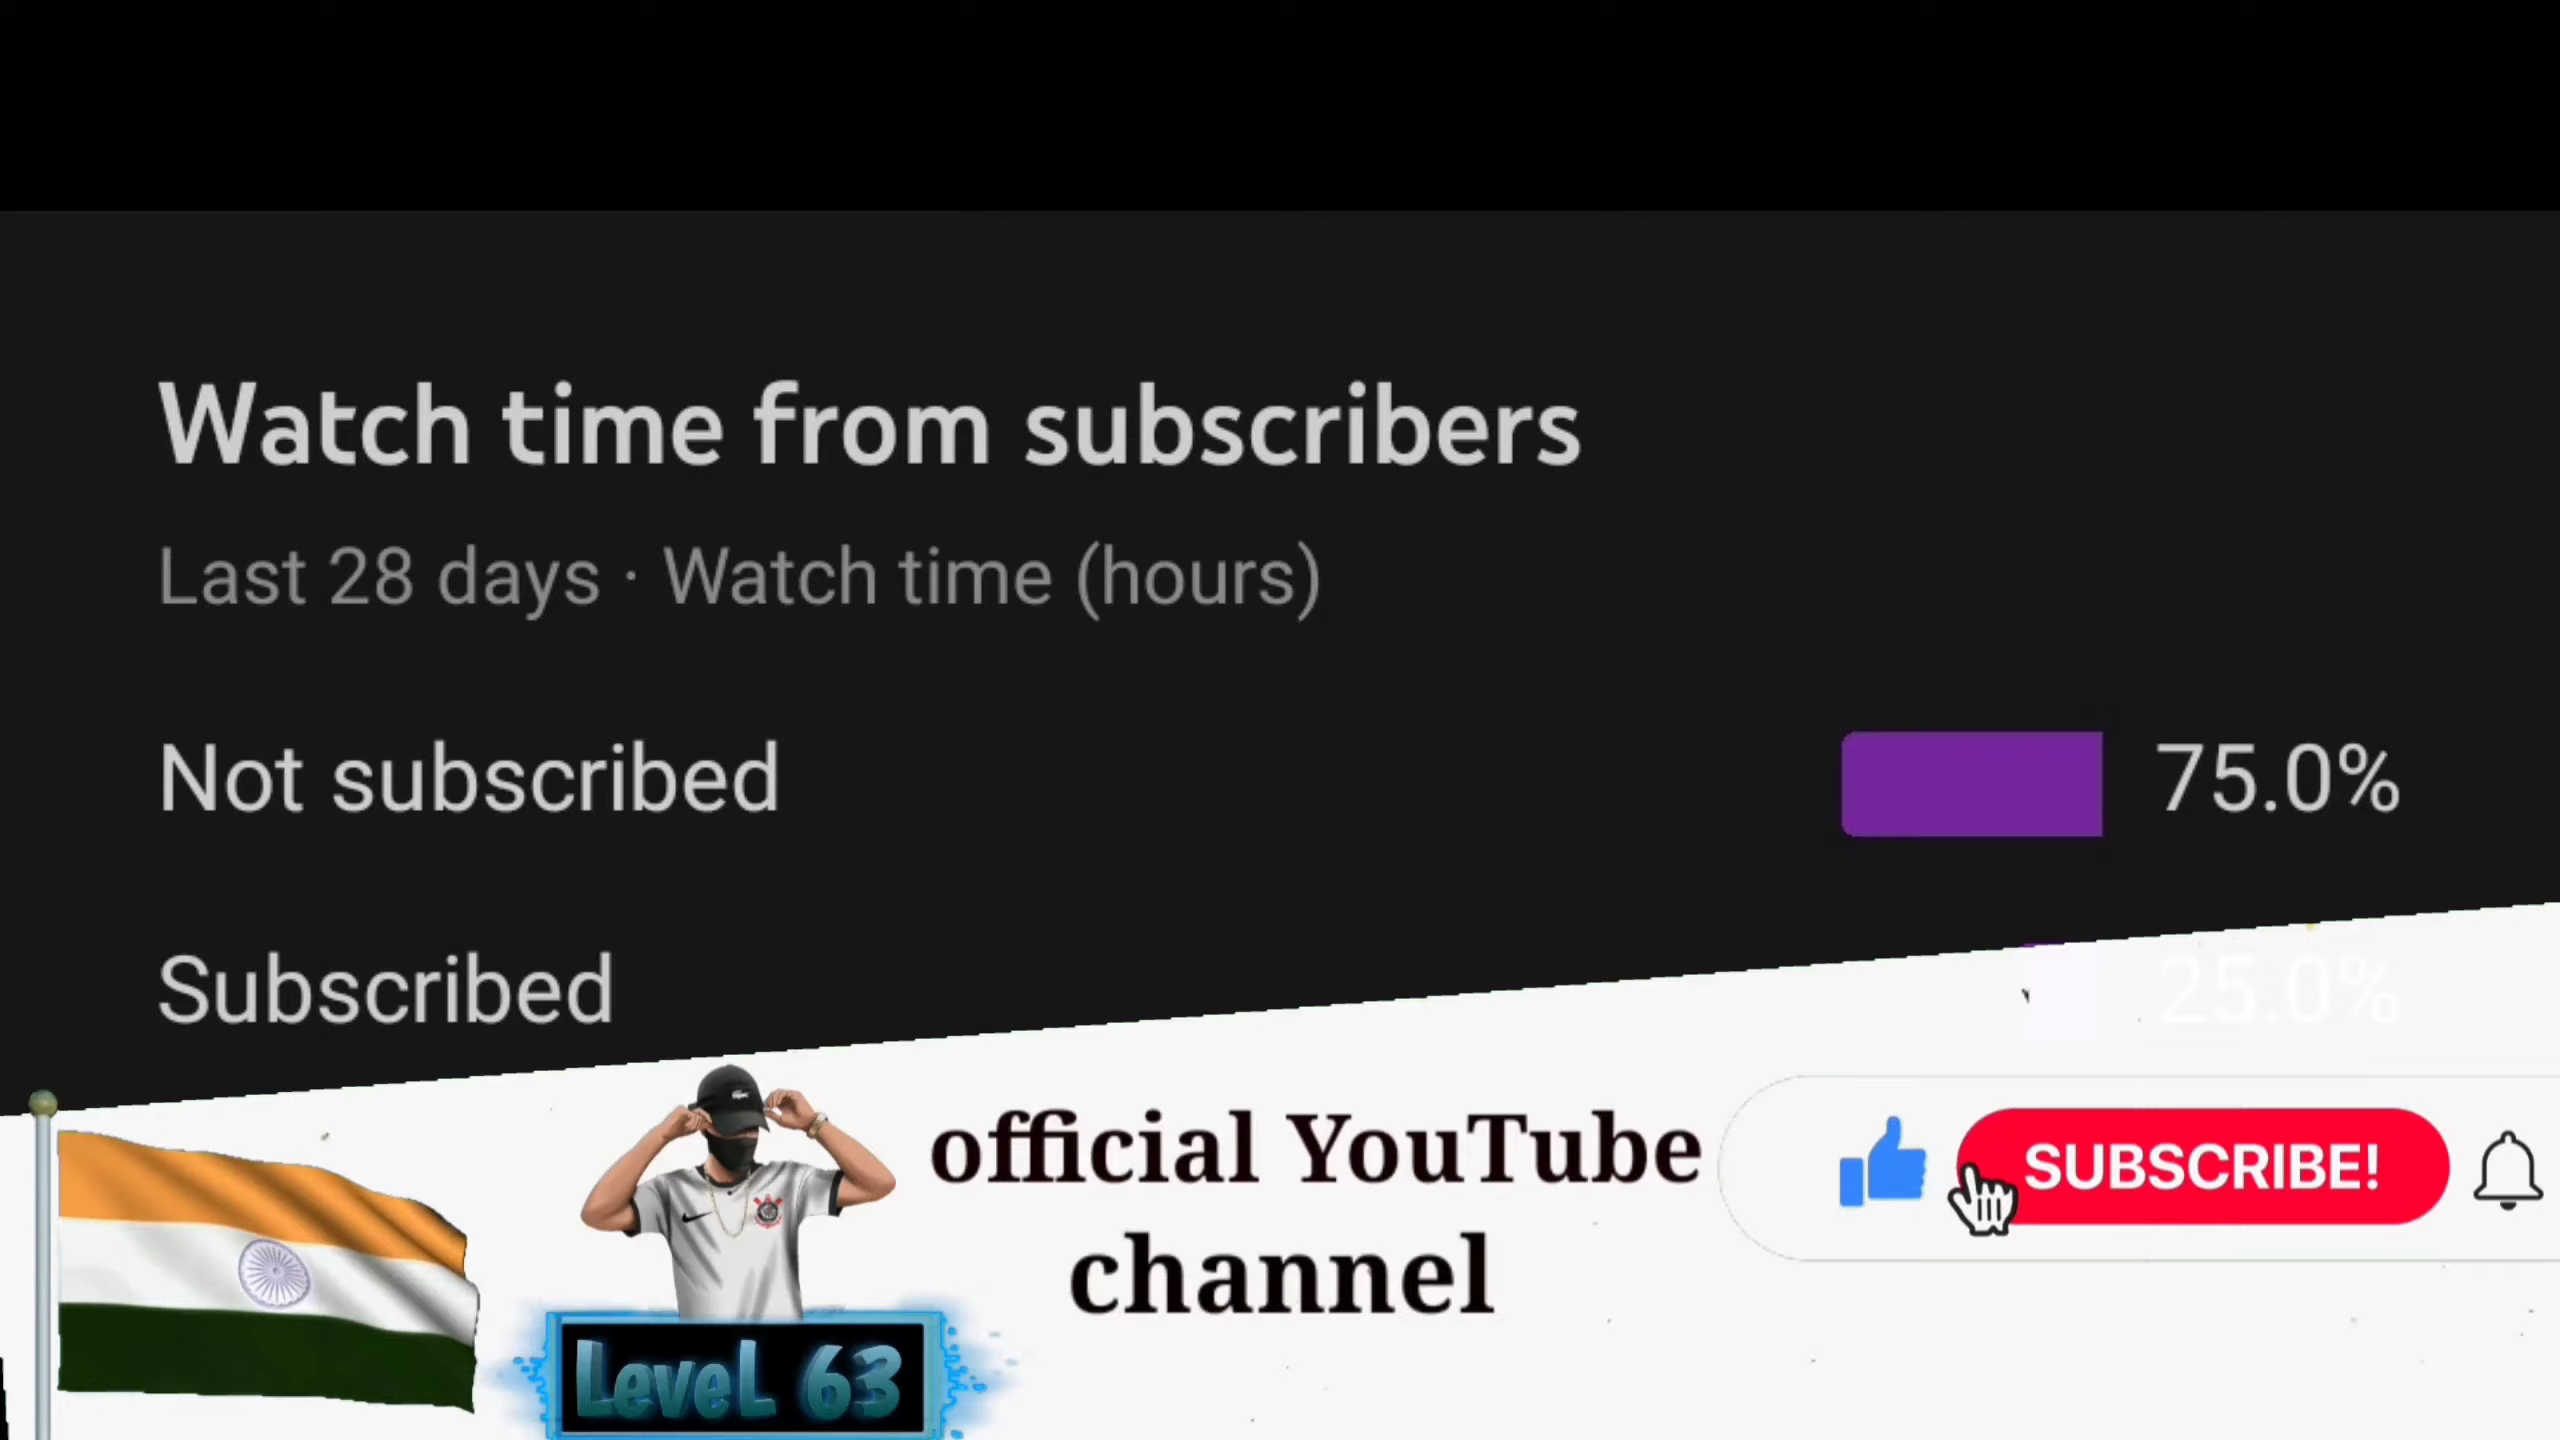 Watch time from subscribers
Last 28 days · Watch time (hours)
Not subscribed
75.0%
Subscribed
25.0%
official YouTube
channel
SUBSCRIBE!
LeveL 63